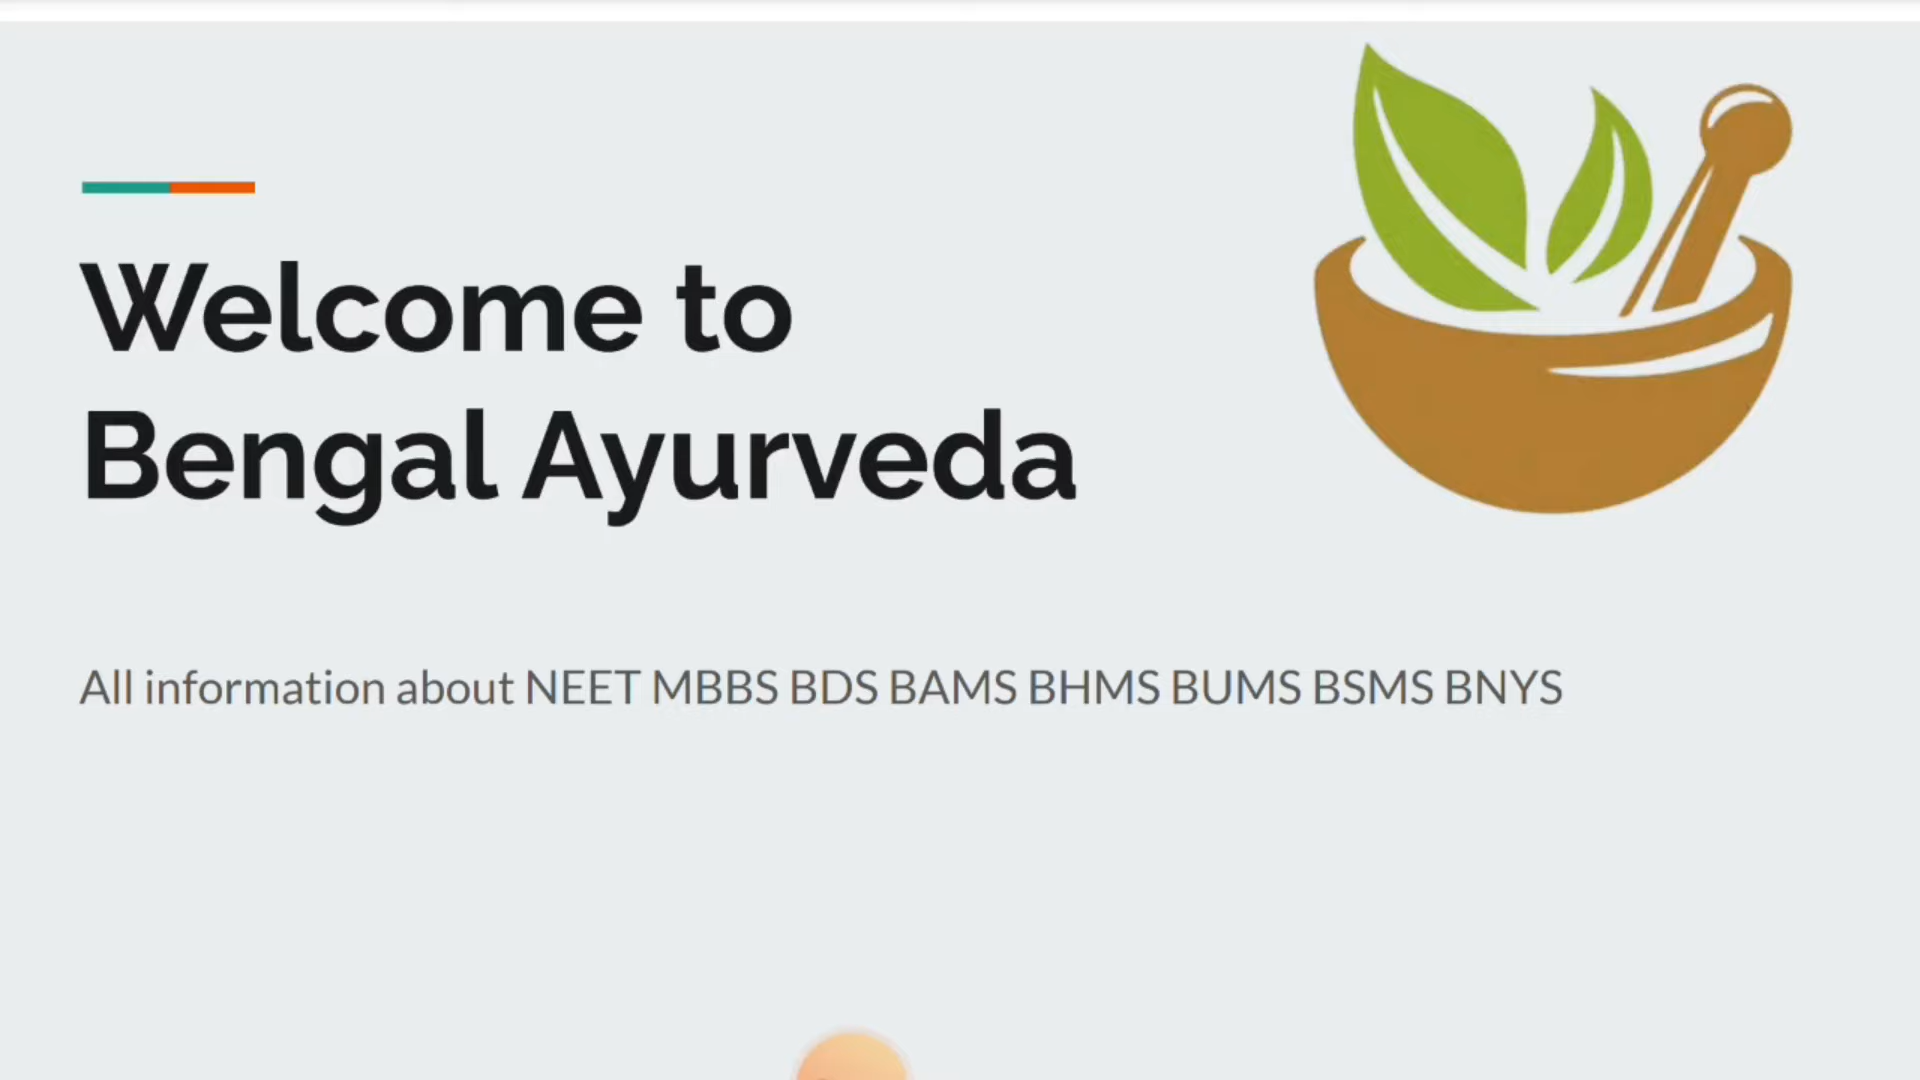 Welcome to
Bengal Ayurveda
All information about NEET MBBS BDS BAMS BHMS BUMS BSMS BNYS